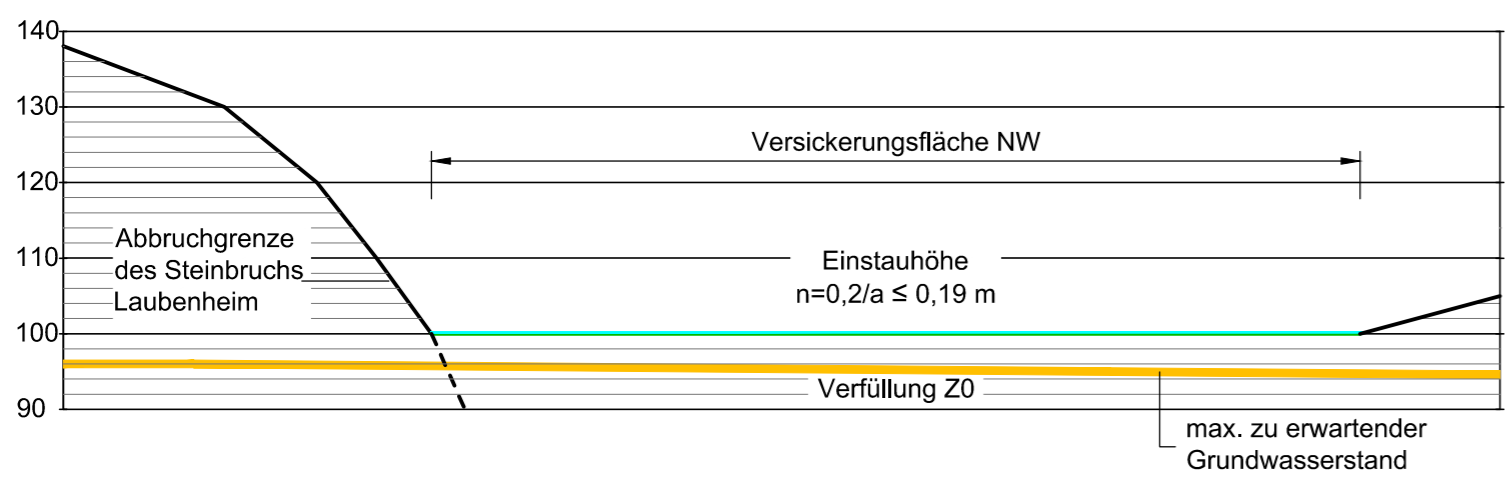 140
130
Versickerungsfläche NW
120
Abbruchgrenze
des Steinbruchs
Laubenheim
110
Einstauhöhe
n=0,2/a ≤ 0,19 m
100
Verfüllung Z0
90
max. zu erwartender
Grundwasserstand